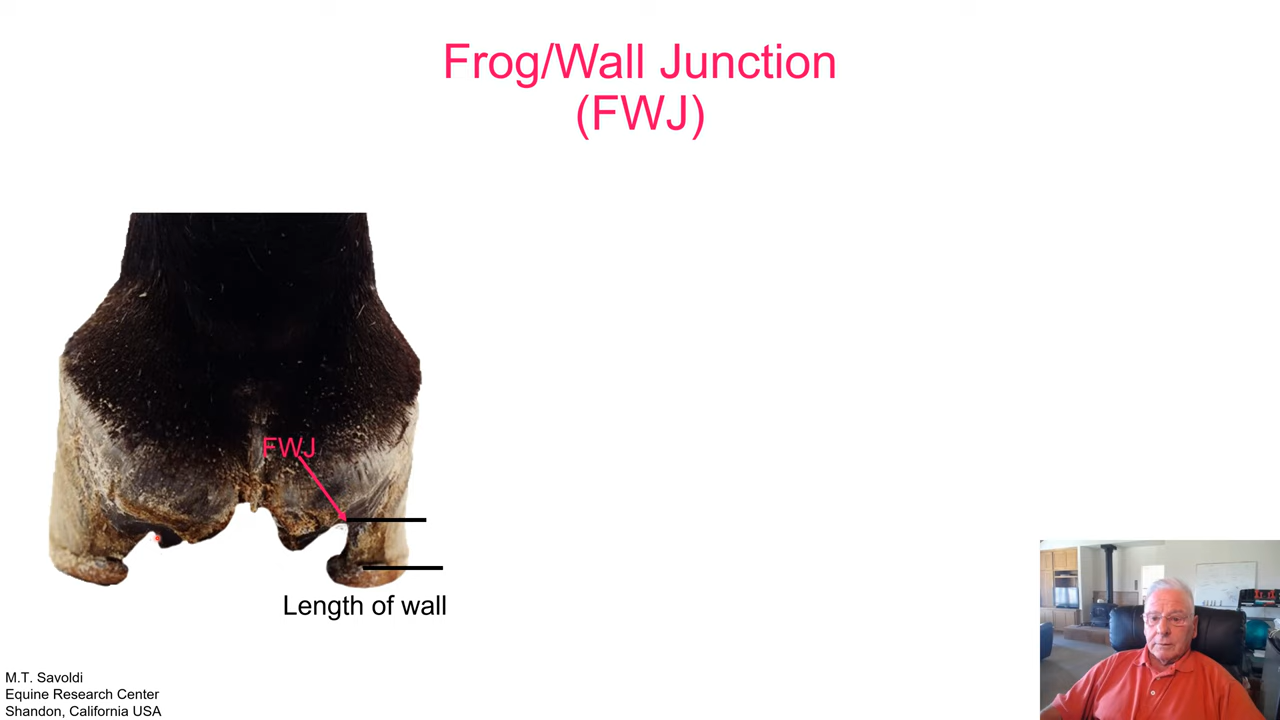 Frog/Wall Junction
(FWJ)
FWJ
Length of wall
M.T. Savoldi
Equine Research Center
Shandon, California USA